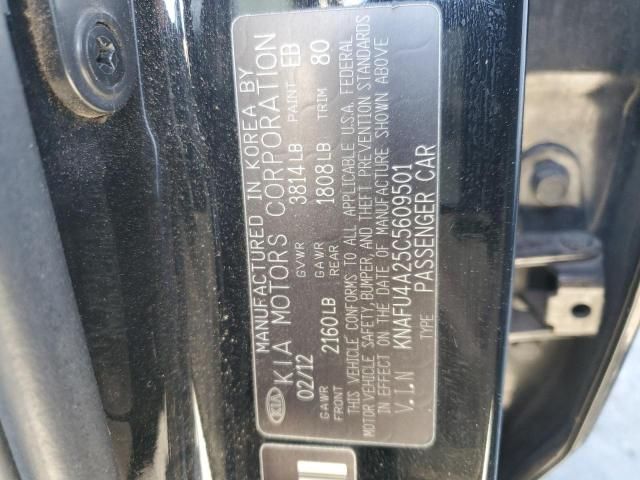 MANUFACTURED IN KOREA BY
KIA KIA MOTORS CORPORATION
02/12 GVWR 3814LB PAINT EB
GAWR FRONT 2160LB GAWR REAR 1808LB TRIM 80
THIS VEHICLE CONFORMS TO ALL APPLICABLE U.S.A. FEDERAL
MOTOR VEHICLE SAFETY, BUMPER, AND THEFT PREVENTION STANDARDS
IN EFFECT ON THE DATE OF MANUFACTURE SHOWN ABOVE
V.I.N KNAFU4A25C5609501
TYPE PASSENGER CAR